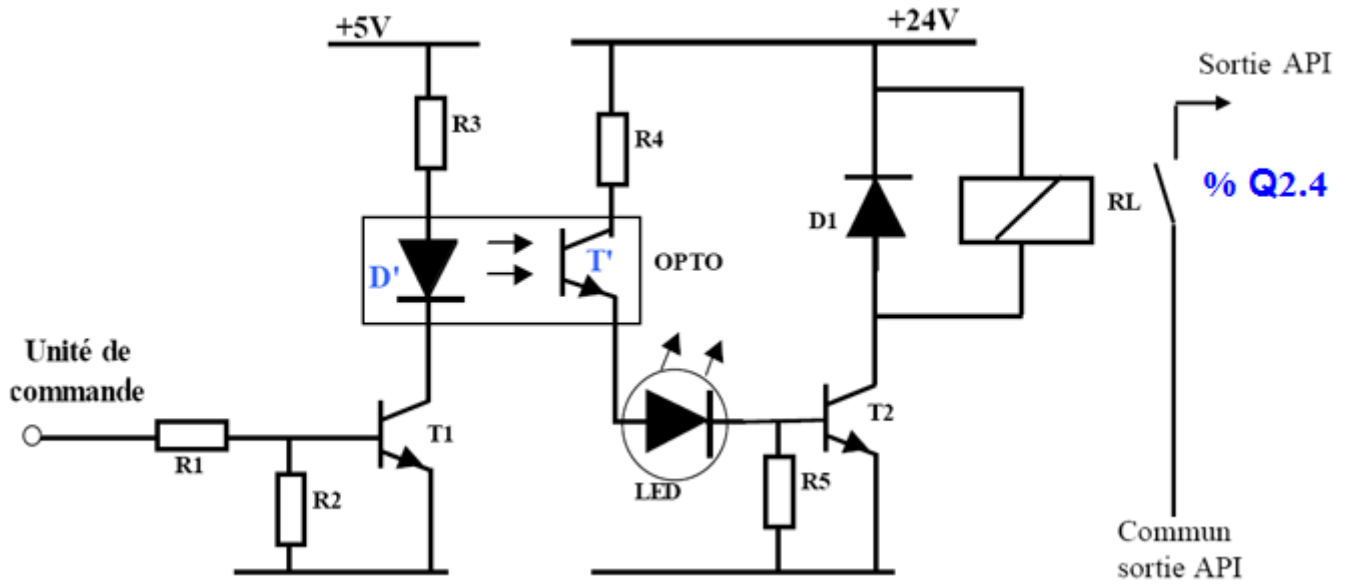 +5V
+24V
Sortie API
R3
R4
% Q2.4
RL
D1
D'
T'
OPTO
Unité de
commande
T1
T2
R1
R2
LED
R5
Commun
sortie API